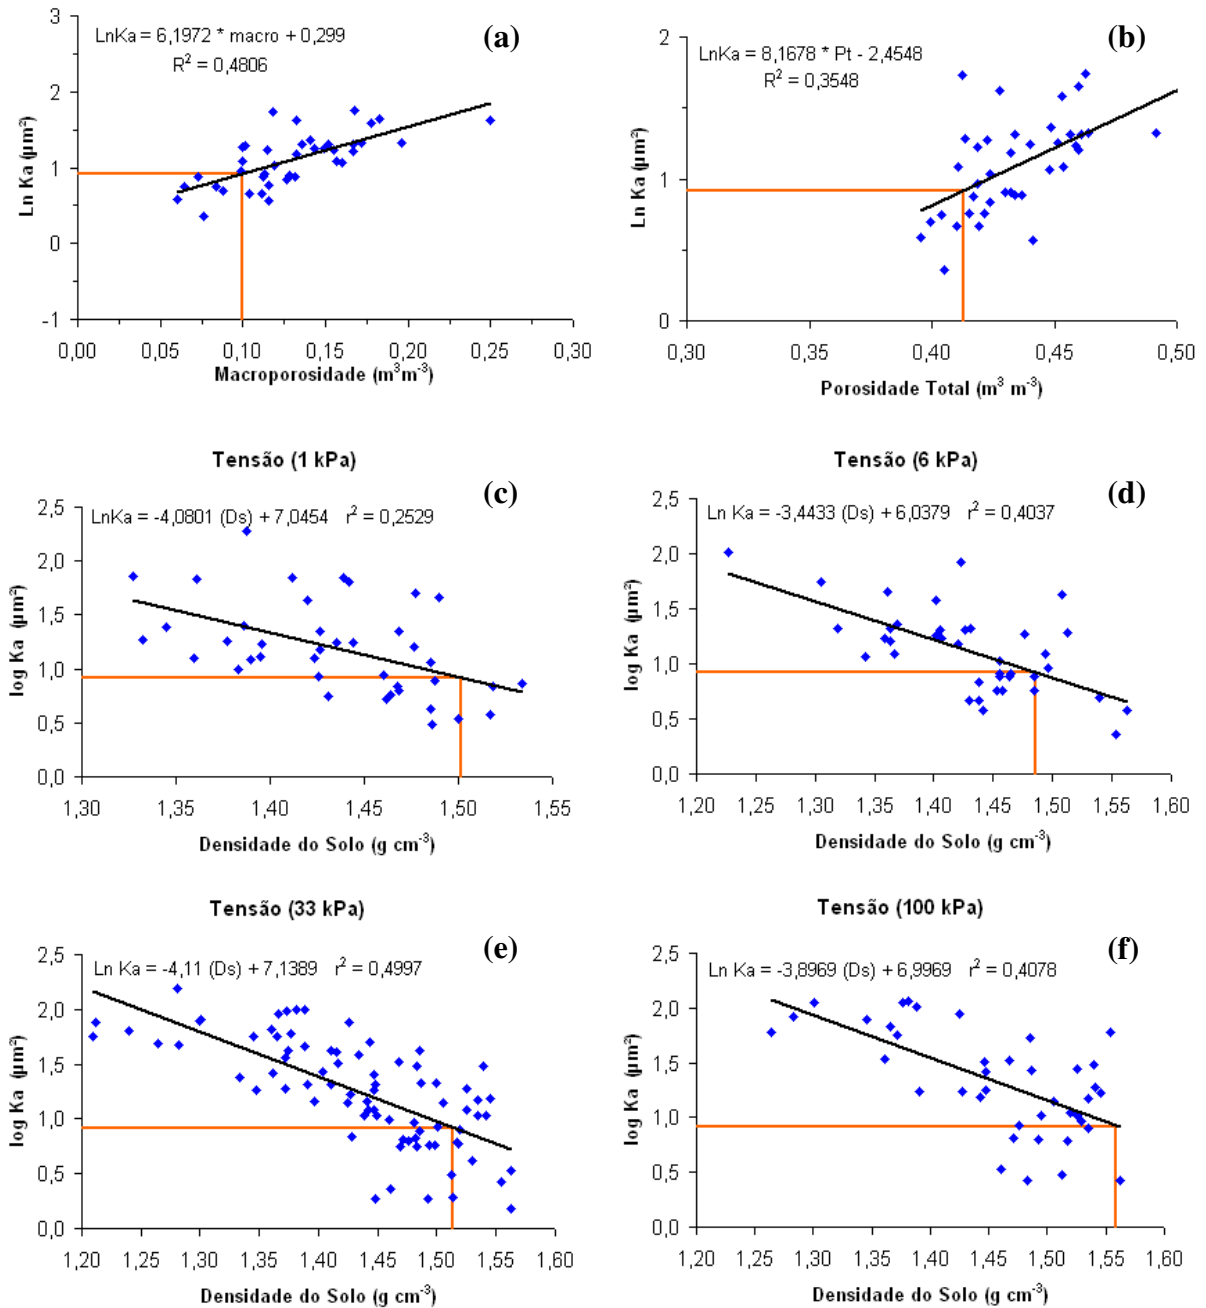 (a)
LnKa = 6,1972 * macro + 0,299
R² = 0,4806
3
2
1
0
-1
Ln Ka (µm²)
0,00 0,05 0,10 0,15 0,20 0,25 0,30
Macroporosidade (m³m⁻³)
(b)
LnKa = 8,1678 * Pt - 2,4548
R² = 0,3548
2
1
0
Ln Ka (µm²)
0,30 0,35 0,40 0,45 0,50
Porosidade Total (m³ m⁻³)
Tensão (1 kPa)
(c)
LnKa = -4,0801 (Ds) + 7,0454 r² = 0,2529
2,5
2,0
1,5
1,0
0,5
0,0
log Ka (µm²)
1,30 1,35 1,40 1,45 1,50 1,55
Densidade do Solo (g cm⁻³)
Tensão (6 kPa)
(d)
Ln Ka = -3,4433 (Ds) + 6,0379 r² = 0,4037
2,5
2,0
1,5
1,0
0,5
0,0
log Ka (µm²)
1,20 1,25 1,30 1,35 1,40 1,45 1,50 1,55 1,60
Densidade do Solo (g cm⁻³)
Tensão (33 kPa)
(e)
Ln Ka = -4,11 (Ds) + 7,1389 r² = 0,4997
2,5
2,0
1,5
1,0
0,5
0,0
log Ka (µm²)
1,20 1,25 1,30 1,35 1,40 1,45 1,50 1,55 1,60
Densidade do Solo (g cm⁻³)
Tensão (100 kPa)
(f)
Ln Ka = -3,8969 (Ds) + 6,9969 r² = 0,4078
2,5
2,0
1,5
1,0
0,5
0,0
log Ka (µm²)
1,20 1,25 1,30 1,35 1,40 1,45 1,50 1,55 1,60
Densidade do Solo (g cm⁻³)